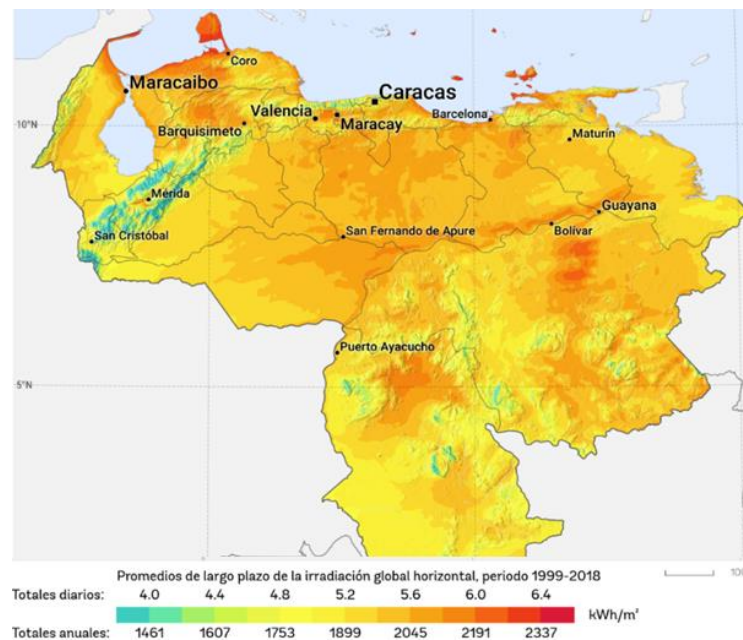 Coro
Maracaibo
Caracas
Valencia
10°N
Barquisimeto
Maracay
Barcelona
Maturín
Mérida
Guayana
San Cristóbal
San Fernando de Apure
Bolívar
Puerto Ayacucho
5°N
Promedios de largo plazo de la irradiación global horizontal, periodo 1999-2018
Totales diarios: 4.0 4.4 4.8 5.2 5.6 6.0 6.4
kWh/m²
Totales anuales: 1461 1607 1753 1899 2045 2191 2337